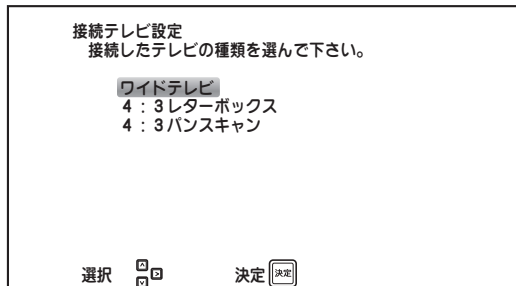 接続テレビ設定
接続したテレビの種類を選んで下さい。
ワイドテレビ
4：3レターボックス
4：3パンスキャン
選択 決定 決定